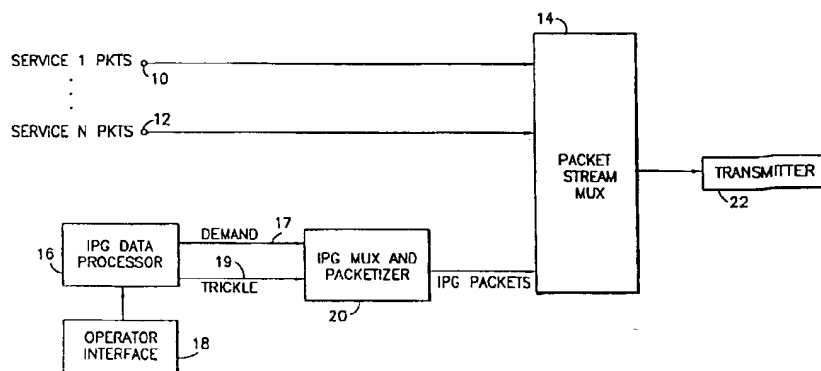 14
SERVICE 1 PKTS
10
.
.
.
SERVICE N PKTS
12
PACKET
STREAM
MUX
TRANSMITTER
22
DEMAND
17
16
IPG DATA
PROCESSOR
19
TRICKLE
IPG MUX AND
PACKETIZER
20
IPG PACKETS
OPERATOR
INTERFACE
18